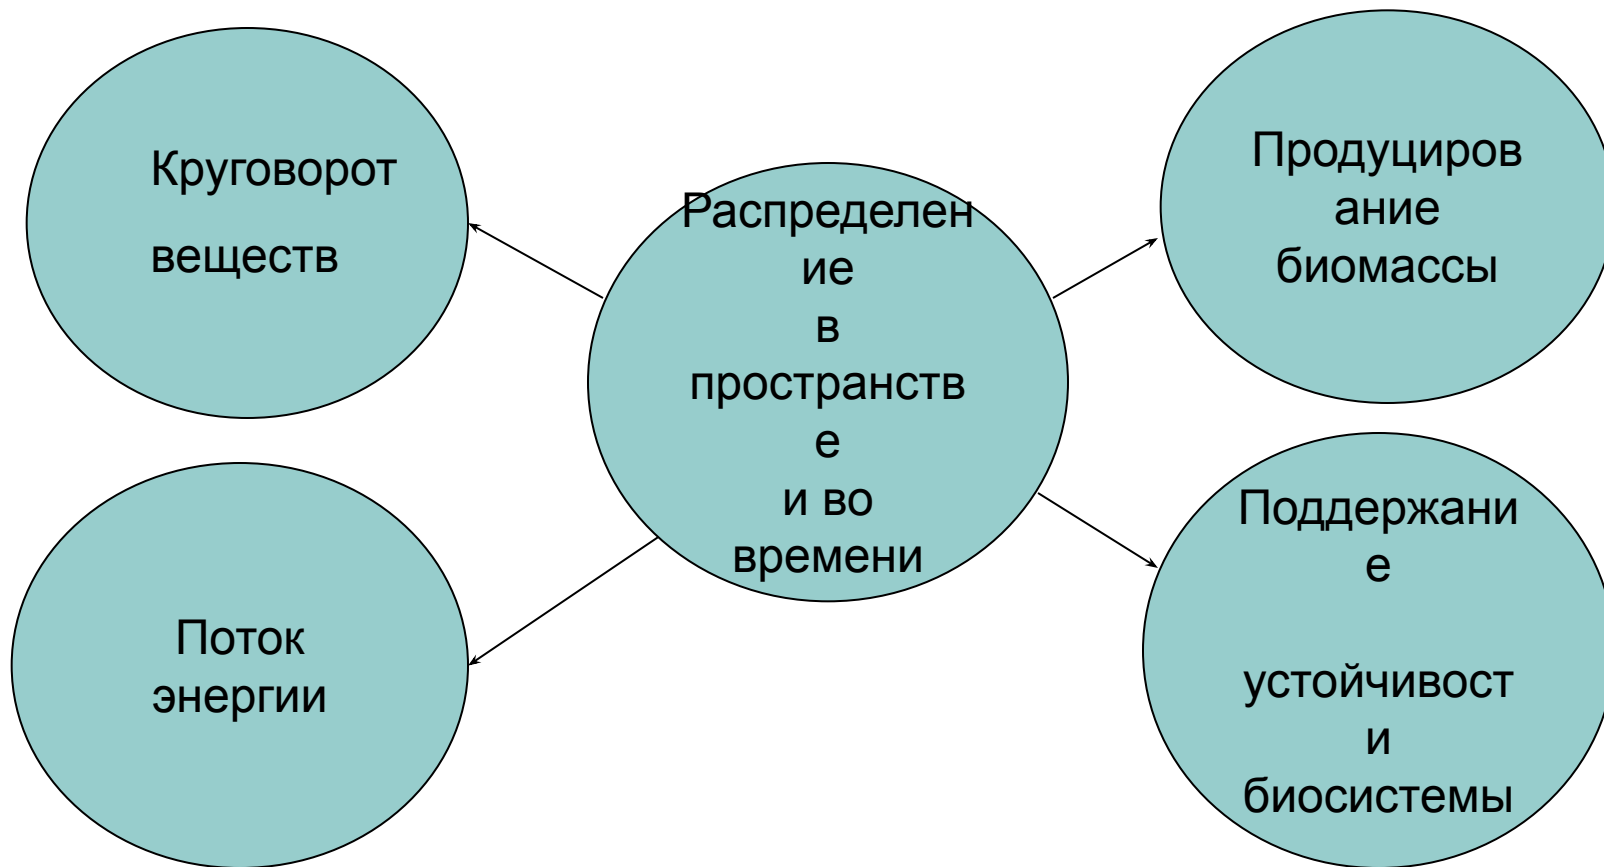 Круговорот
веществ
Распределен
ие
в
пространств
е
и во
времени
Продуциров
ание
биомассы
Поток
энергии
Поддержани
е
устойчивост
и
биосистемы